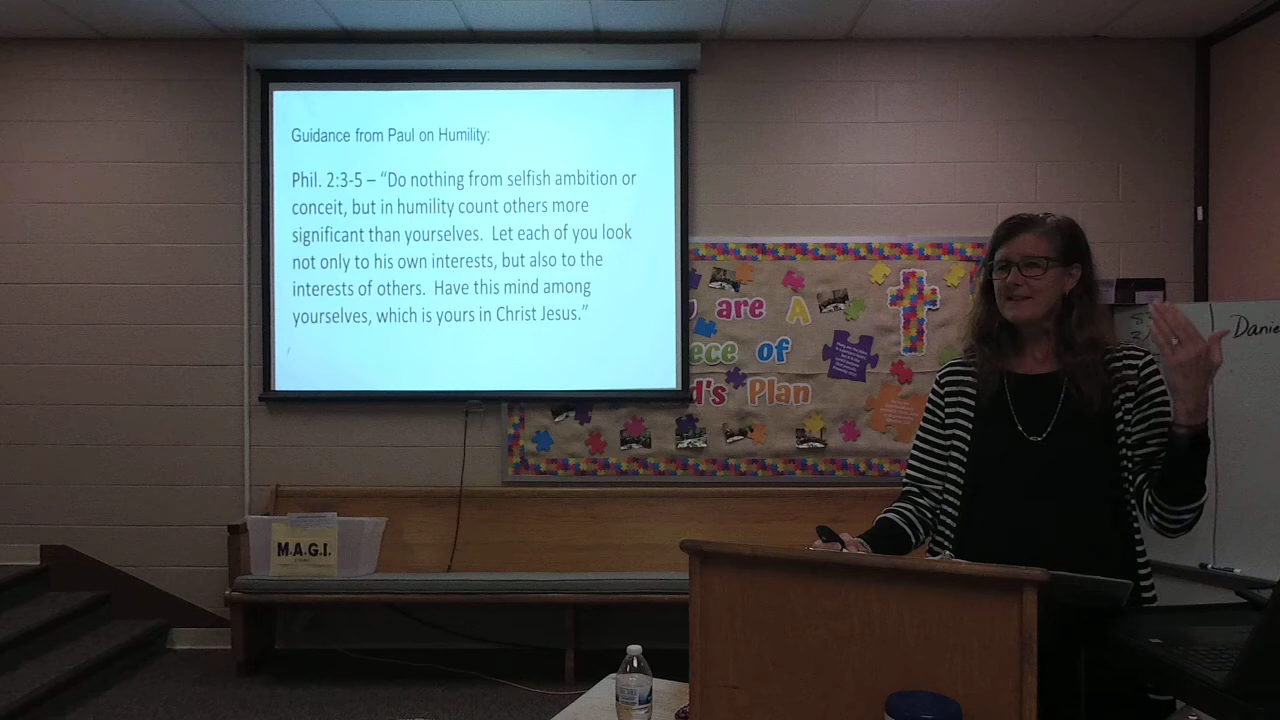 Guidance from Paul on Humility:
Phil. 2:3-5 – “Do nothing from selfish ambition or
conceit, but in humility count others more
significant than yourselves.  Let each of you look
not only to his own interests, but also to the
interests of others.  Have this mind among
yourselves, which is yours in Christ Jesus.”
are A
ece of
d's Plan
M.A.G.I.
Danie